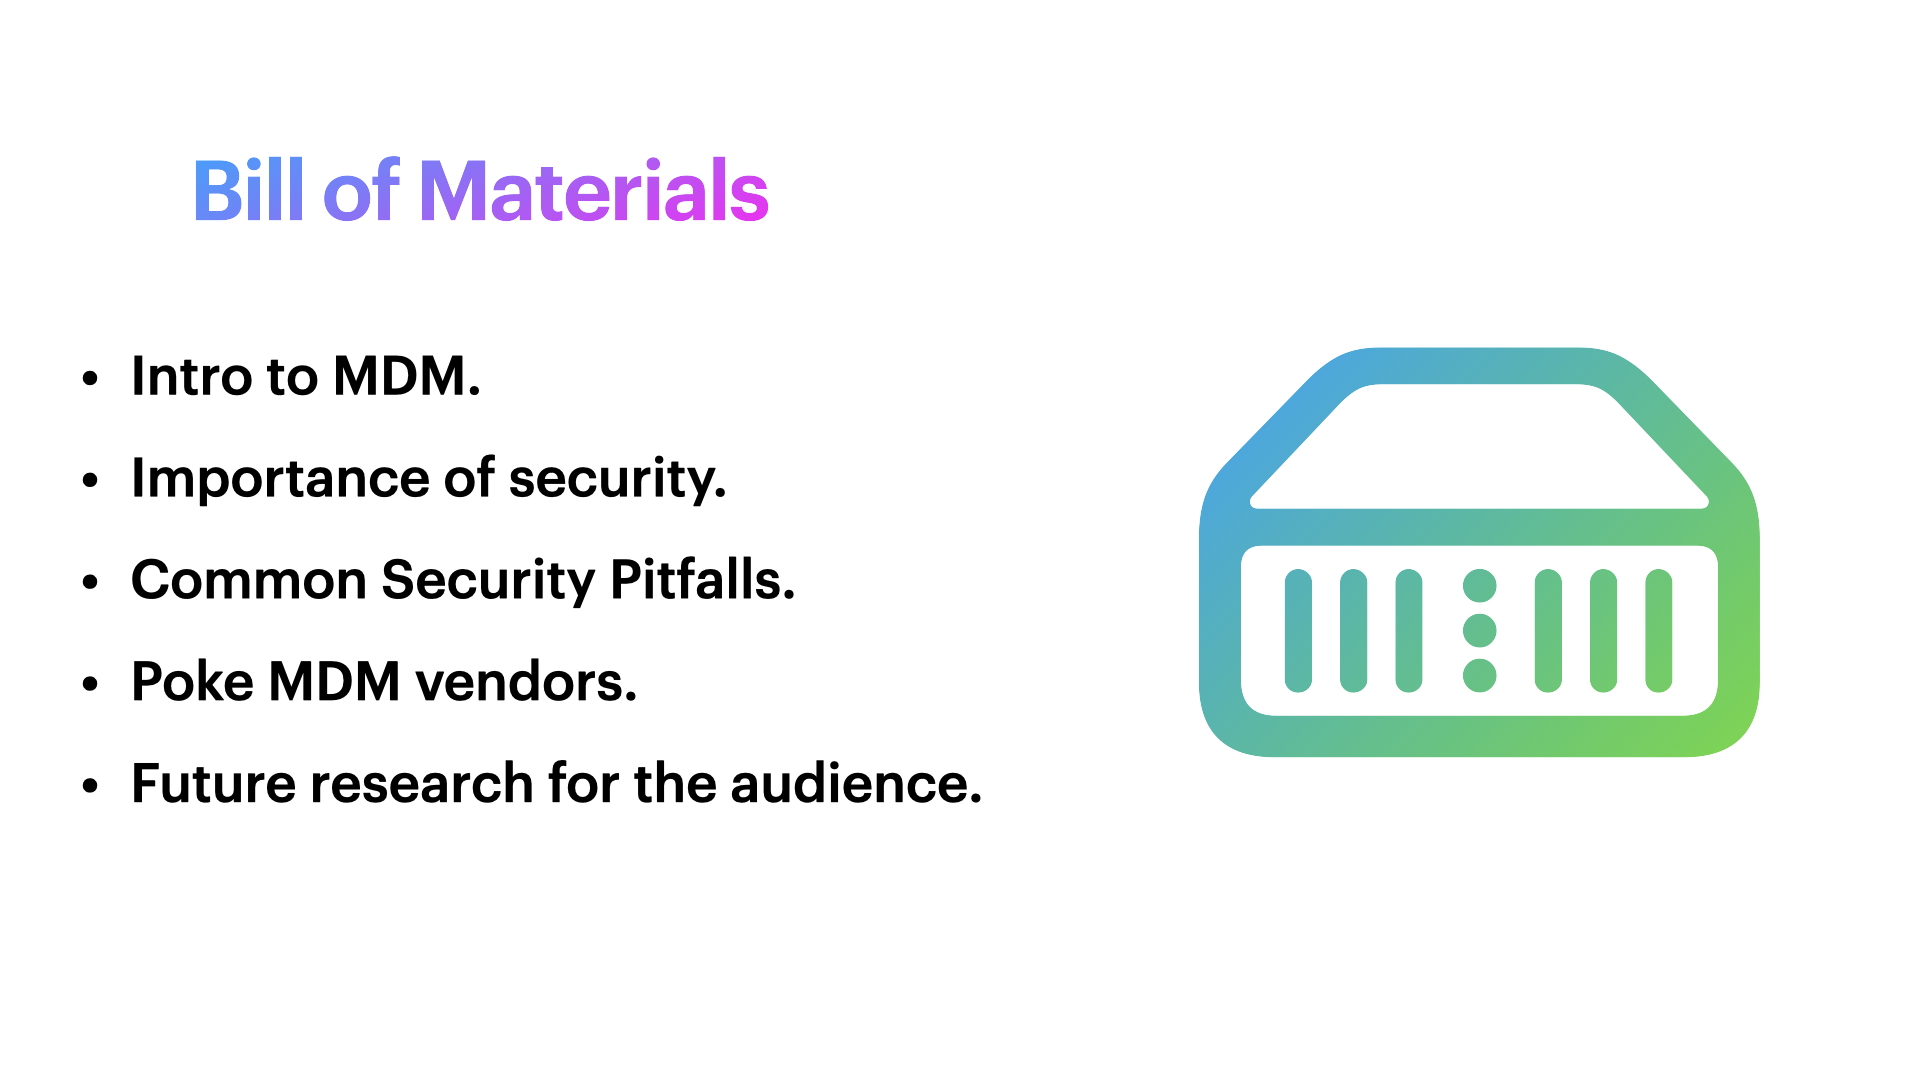 Bill of Materials
• Intro to MDM.
• Importance of security.
• Common Security Pitfalls.
• Poke MDM vendors.
• Future research for the audience.